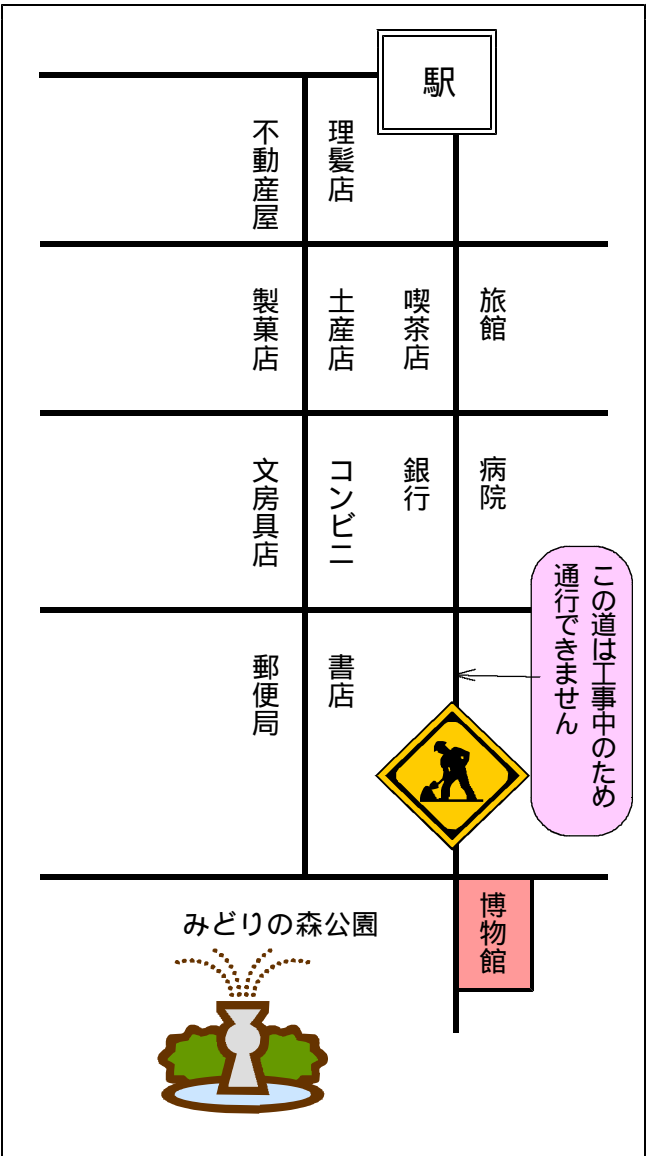 駅
不動産屋
理髪店
製菓店
土産店
喫茶店
旅館
文房具店
コンビニ
銀行
病院
この道は工事中のため
通行できません
郵便局
書店
みどりの森公園
博物館